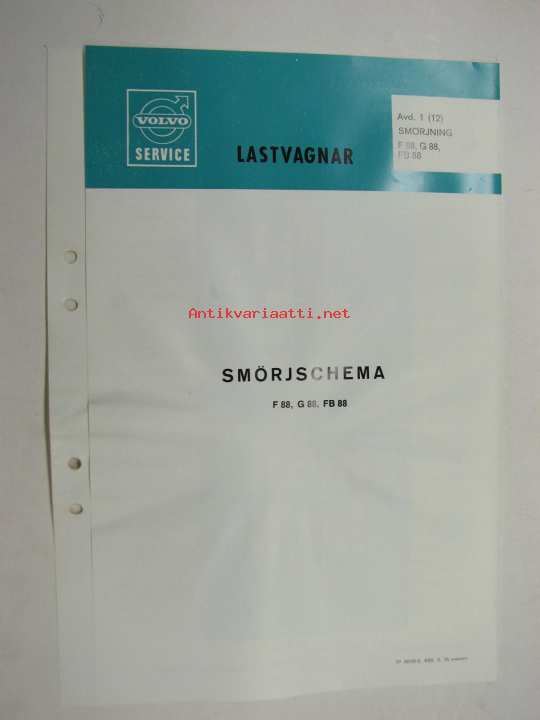 VOLVO
SERVICE
LASTVAGNAR
Avd. 1 (12)
SMÖRJNING
F 88, G 88,
FB 88
Antikvariaatti.net
SMÖRJSCHEMA
F 88, G 88, FB 88